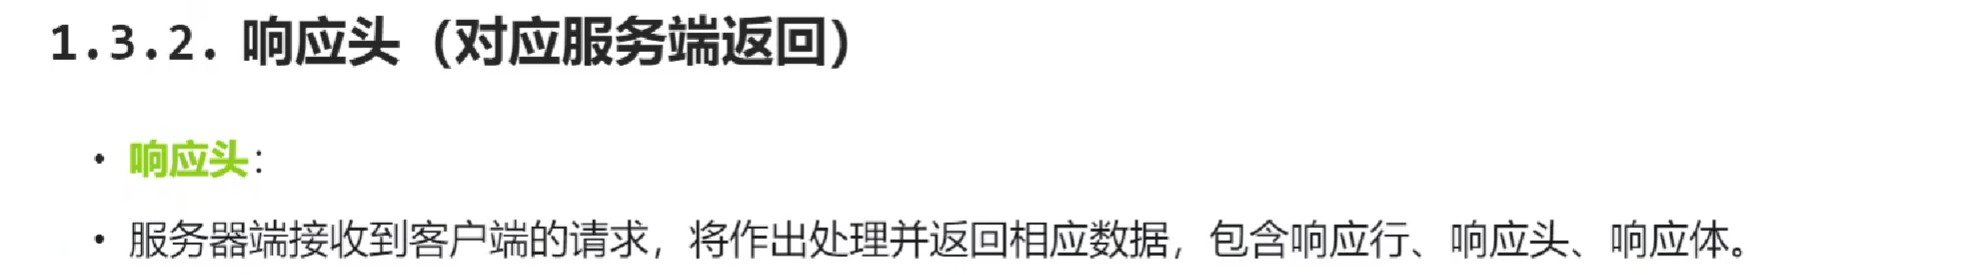 1.3.2. 响应头（对应服务端返回）
• 响应头：
• 服务器端接收到客户端的请求，将作出处理并返回相应数据，包含响应行、响应头、响应体。